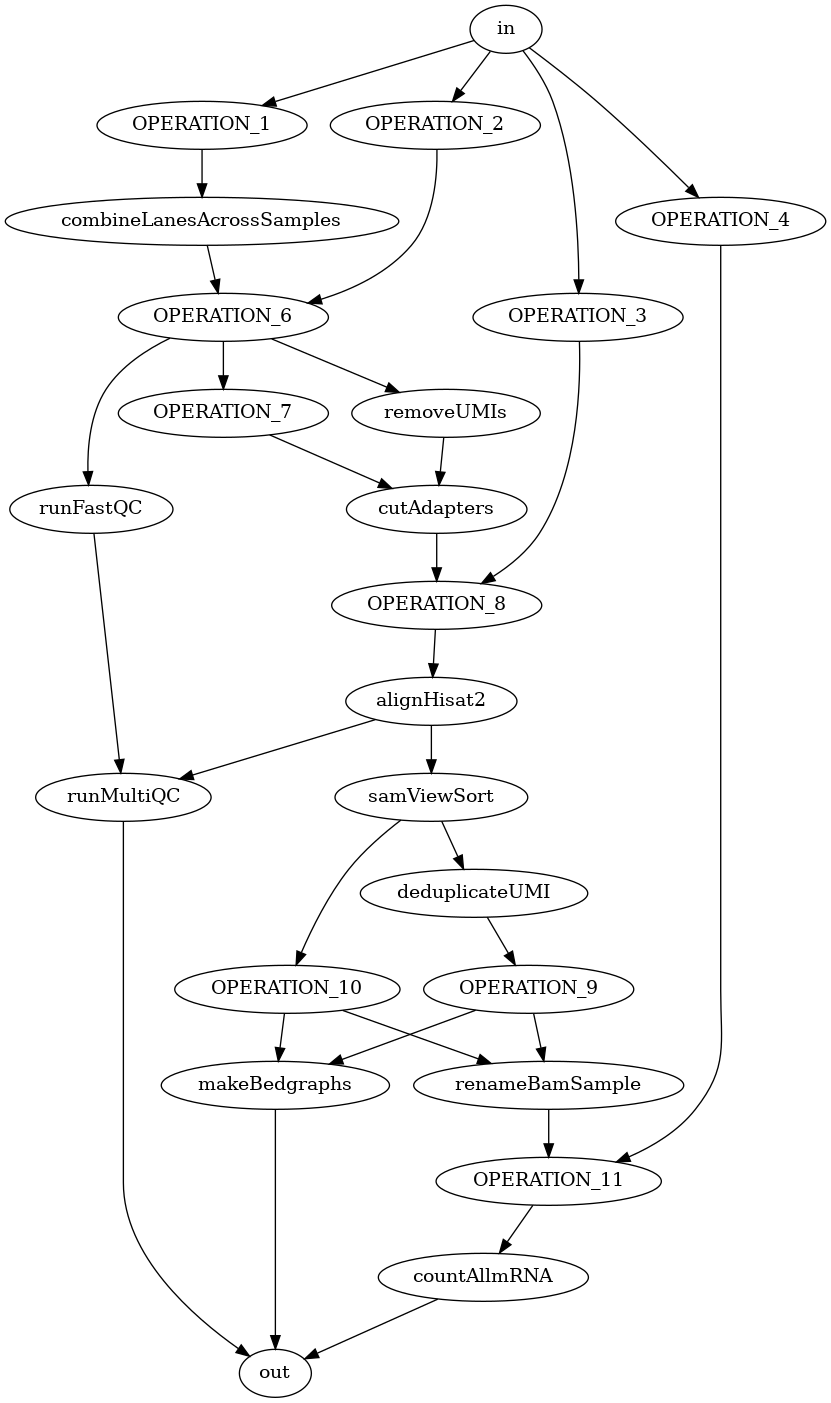 in
OPERATION_1
OPERATION_2
combineLanesAcrossSamples
OPERATION_4
OPERATION_6
OPERATION_3
OPERATION_7
removeUMIs
runFastQC
cutAdapters
OPERATION_8
alignHisat2
runMultiQC
samViewSort
deduplicateUMI
OPERATION_10
OPERATION_9
makeBedgraphs
renameBamSample
OPERATION_11
countAllmRNA
out